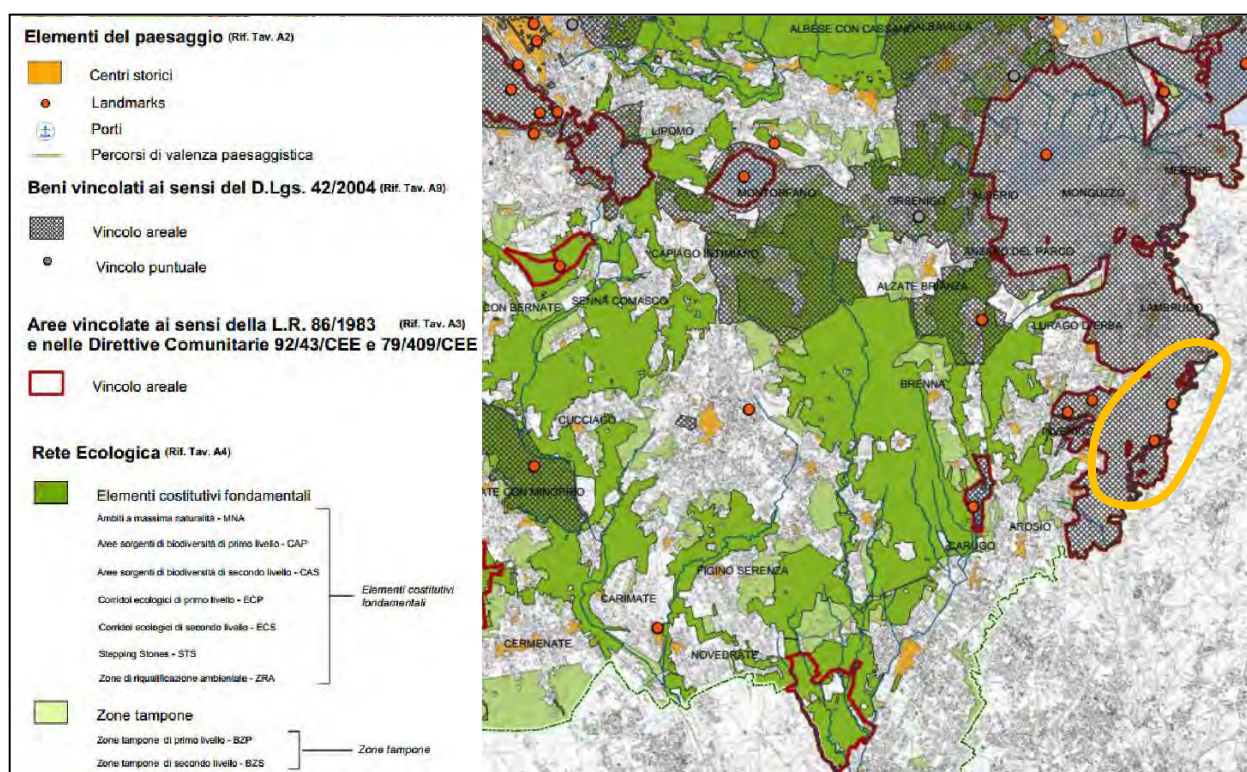 Elementi del paesaggio (Rif. Tav. A2)
Centri storici
Landmarks
Porti
Percorsi di valenza paesaggistica
Beni vincolati ai sensi del D.Lgs. 42/2004 (Rif. Tav. A9)
Vincolo areale
Vincolo puntuale
Aree vincolate ai sensi della L.R. 86/1983 (Rif. Tav. A3)
e nelle Direttive Comunitarie 92/43/CEE e 79/409/CEE
Vincolo areale
Rete Ecologica (Rif. Tav. A4)
Elementi costitutivi fondamentali
Ambiti a massima naturalità - MNA
Aree sorgenti di biodiversità di primo livello - CAP
Aree sorgenti di biodiversità di secondo livello - CAS
Corridoi ecologici di primo livello - ECP
Corridoi ecologici di secondo livello - ECS
Stepping Stones - STS
Zone di riqualificazione ambientale - ZRA
Elementi costitutivi
fondamentali
Zone tampone
Zone tampone di primo livello - BZP
Zone tampone di secondo livello - BZS
Zone tampone
ALBESE CON CASSANO
ALBAVILLA
LIPOMO
MONTORFANO
ORSENIGO
ALSERIO
MONGUZZO
MERONE
CAPIAGO INTIMIANO
ANZANO DEL PARCO
ALZATE BRIANZA
CON BERNATE
SENNA COMASCO
LAMBRUGO
LURAGO D'ERBA
BRENNA
CUCCIAGO
INVERIGO
ATE CON MINOPRIO
AROSIO
CARUGO
FIGINO SERENZA
CARIMATE
CERMENATE
NOVEDRATE